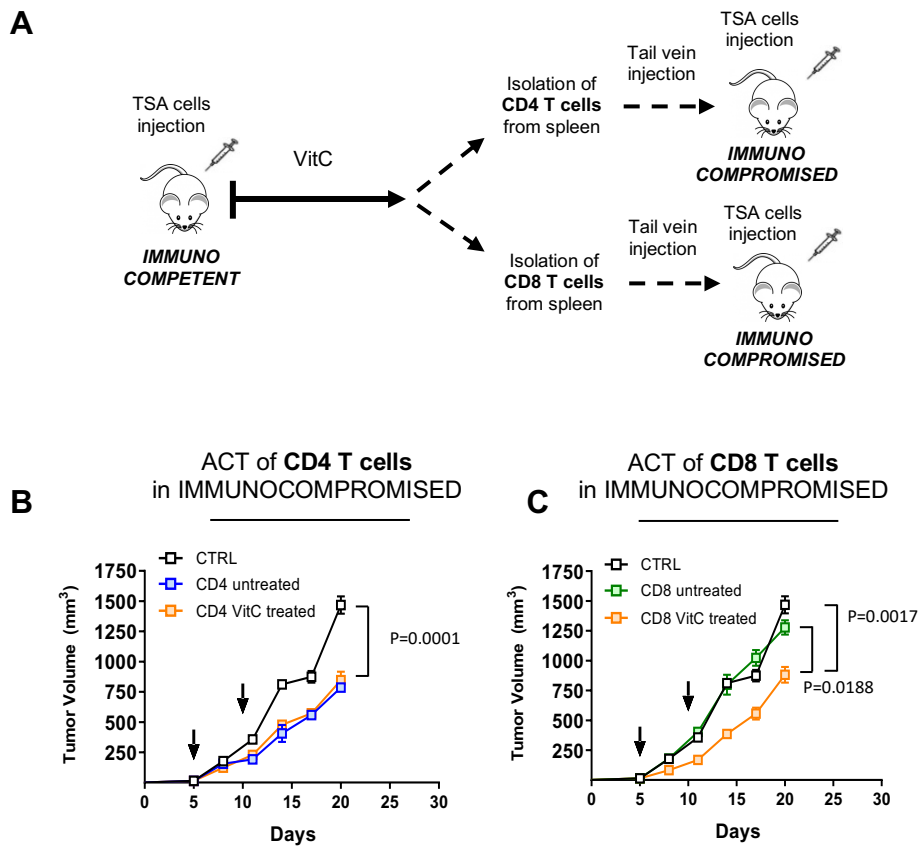 A
TSA cells
injection
IMMUNO
COMPETENT
VitC
Isolation of
CD4 T cells
from spleen
Tail vein
injection
TSA cells
injection
IMMUNO
COMPROMISED
Isolation of
CD8 T cells
from spleen
Tail vein
injection
TSA cells
injection
IMMUNO
COMPROMISED
B
ACT of CD4 T cells
in IMMUNOCOMPROMISED
CTRL
CD4 untreated
CD4 VitC treated
Tumor Volume (mm³)
1750
1500
1250
1000
750
500
250
0 5 10 15 20 25 30
Days
P=0.0001
C
ACT of CD8 T cells
in IMMUNOCOMPROMISED
CTRL
CD8 untreated
CD8 VitC treated
Tumor Volume (mm³)
1750
1500
1250
1000
750
500
250
0 5 10 15 20 25 30
Days
P=0.0017
P=0.0188